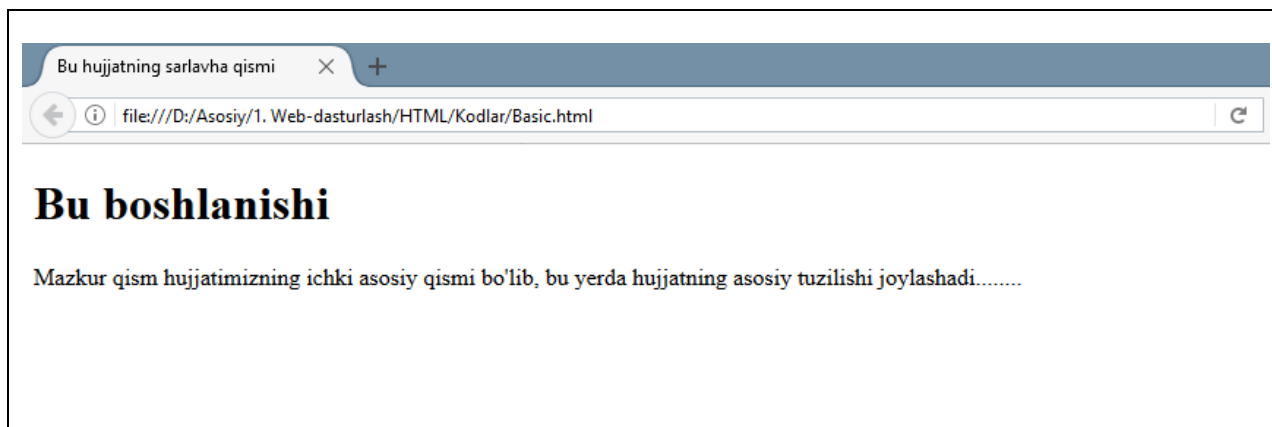 Bu hujjatning sarlavha qismi
file:///D:/Asosiy/1. Web-dasturlash/HTML/Kodlar/Basic.html
Bu boshlanishi
Mazkur qism hujjatimizning ichki asosiy qismi bo'lib, bu yerda hujjatning asosiy tuzilishi joylashadi........